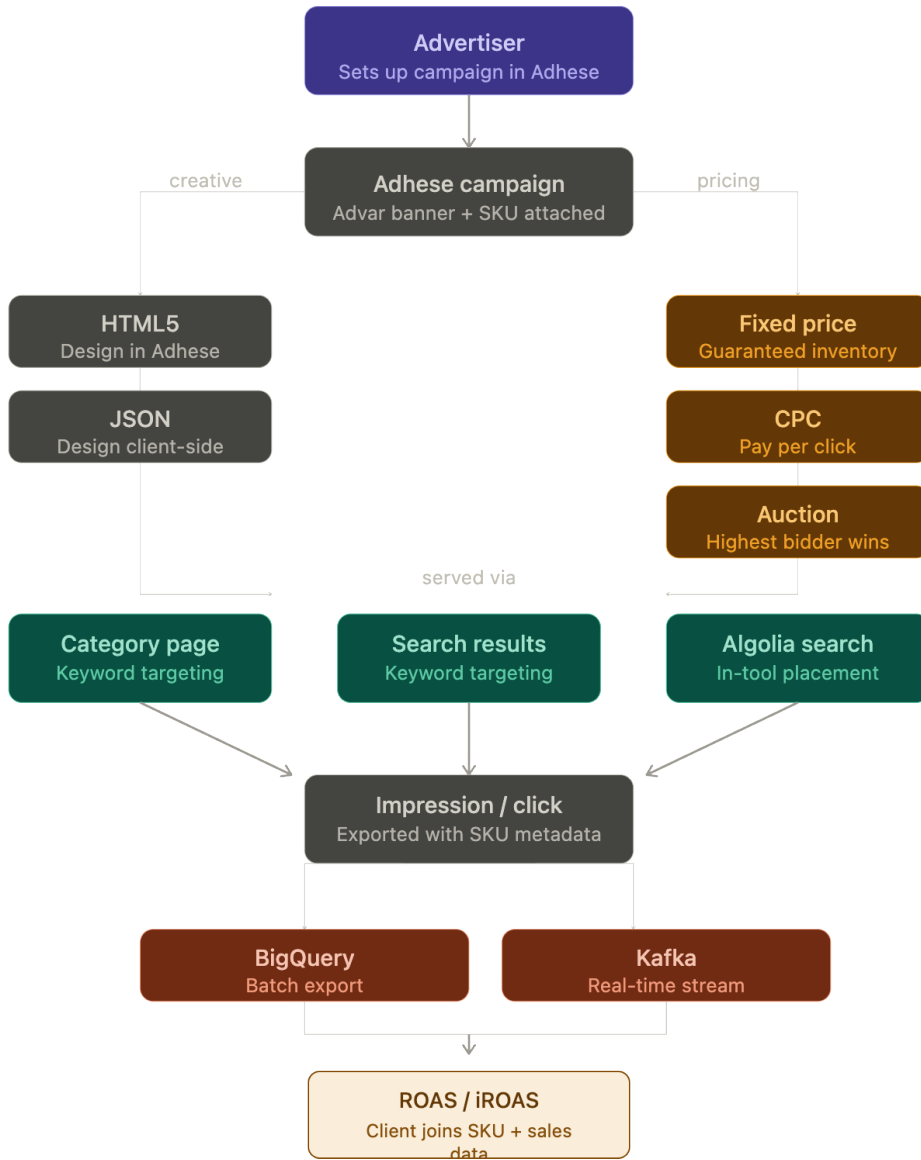 Advertiser
Sets up campaign in Adhese
creative
Adhese campaign
pricing
Advar banner + SKU attached
HTML5
Design in Adhese
Fixed price
Guaranteed inventory
JSON
Design client-side
CPC
Pay per click
Auction
Highest bidder wins
served via
Category page
Keyword targeting
Search results
Keyword targeting
Algolia search
In-tool placement
Impression / click
Exported with SKU metadata
BigQuery
Batch export
Kafka
Real-time stream
ROAS / iROAS
Client joins SKU + sales
data